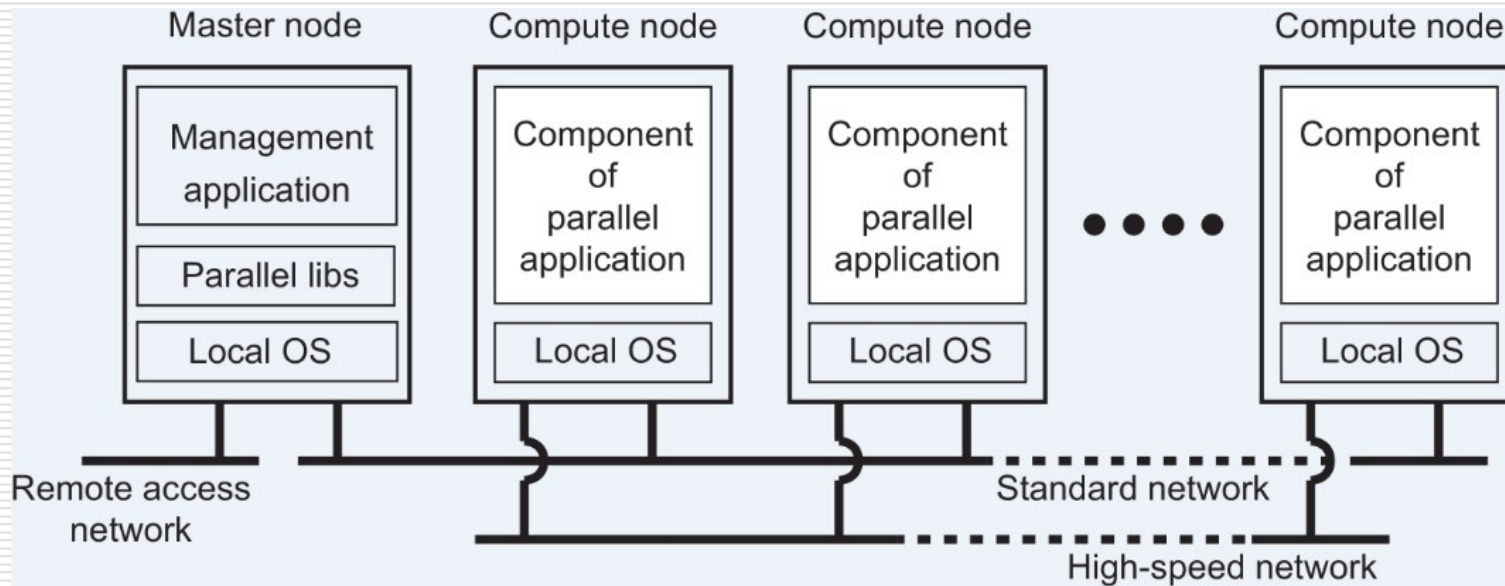 Master node
Compute node
Compute node
Compute node
Management
application
Parallel libs
Local OS
Component
of
parallel
application
Local OS
Component
of
parallel
application
Local OS
Component
of
parallel
application
Local OS
Remote access
network
Standard network
High-speed network